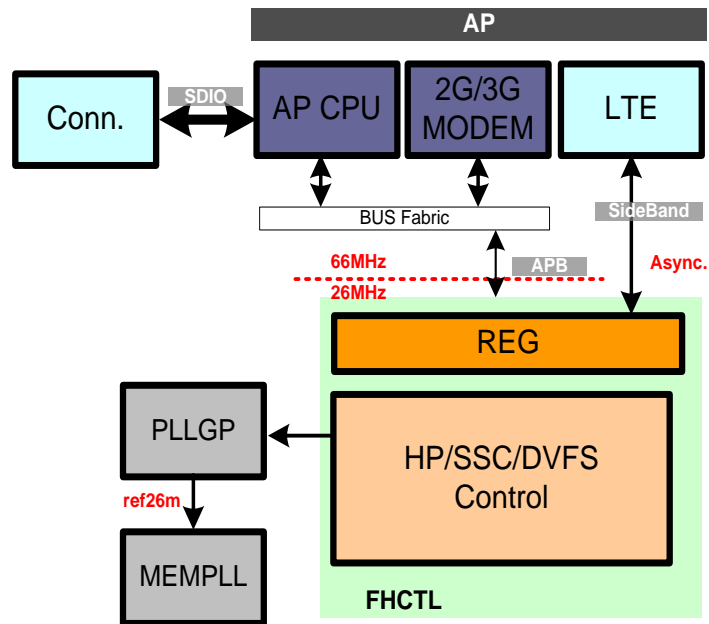 AP
Conn.
SDIO
AP CPU
2G/3G
MODEM
LTE
BUS Fabric
SideBand
66MHz
APB
Async.
26MHz
REG
PLLGP
HP/SSC/DVFS
Control
ref26m
MEMPLL
FHCTL